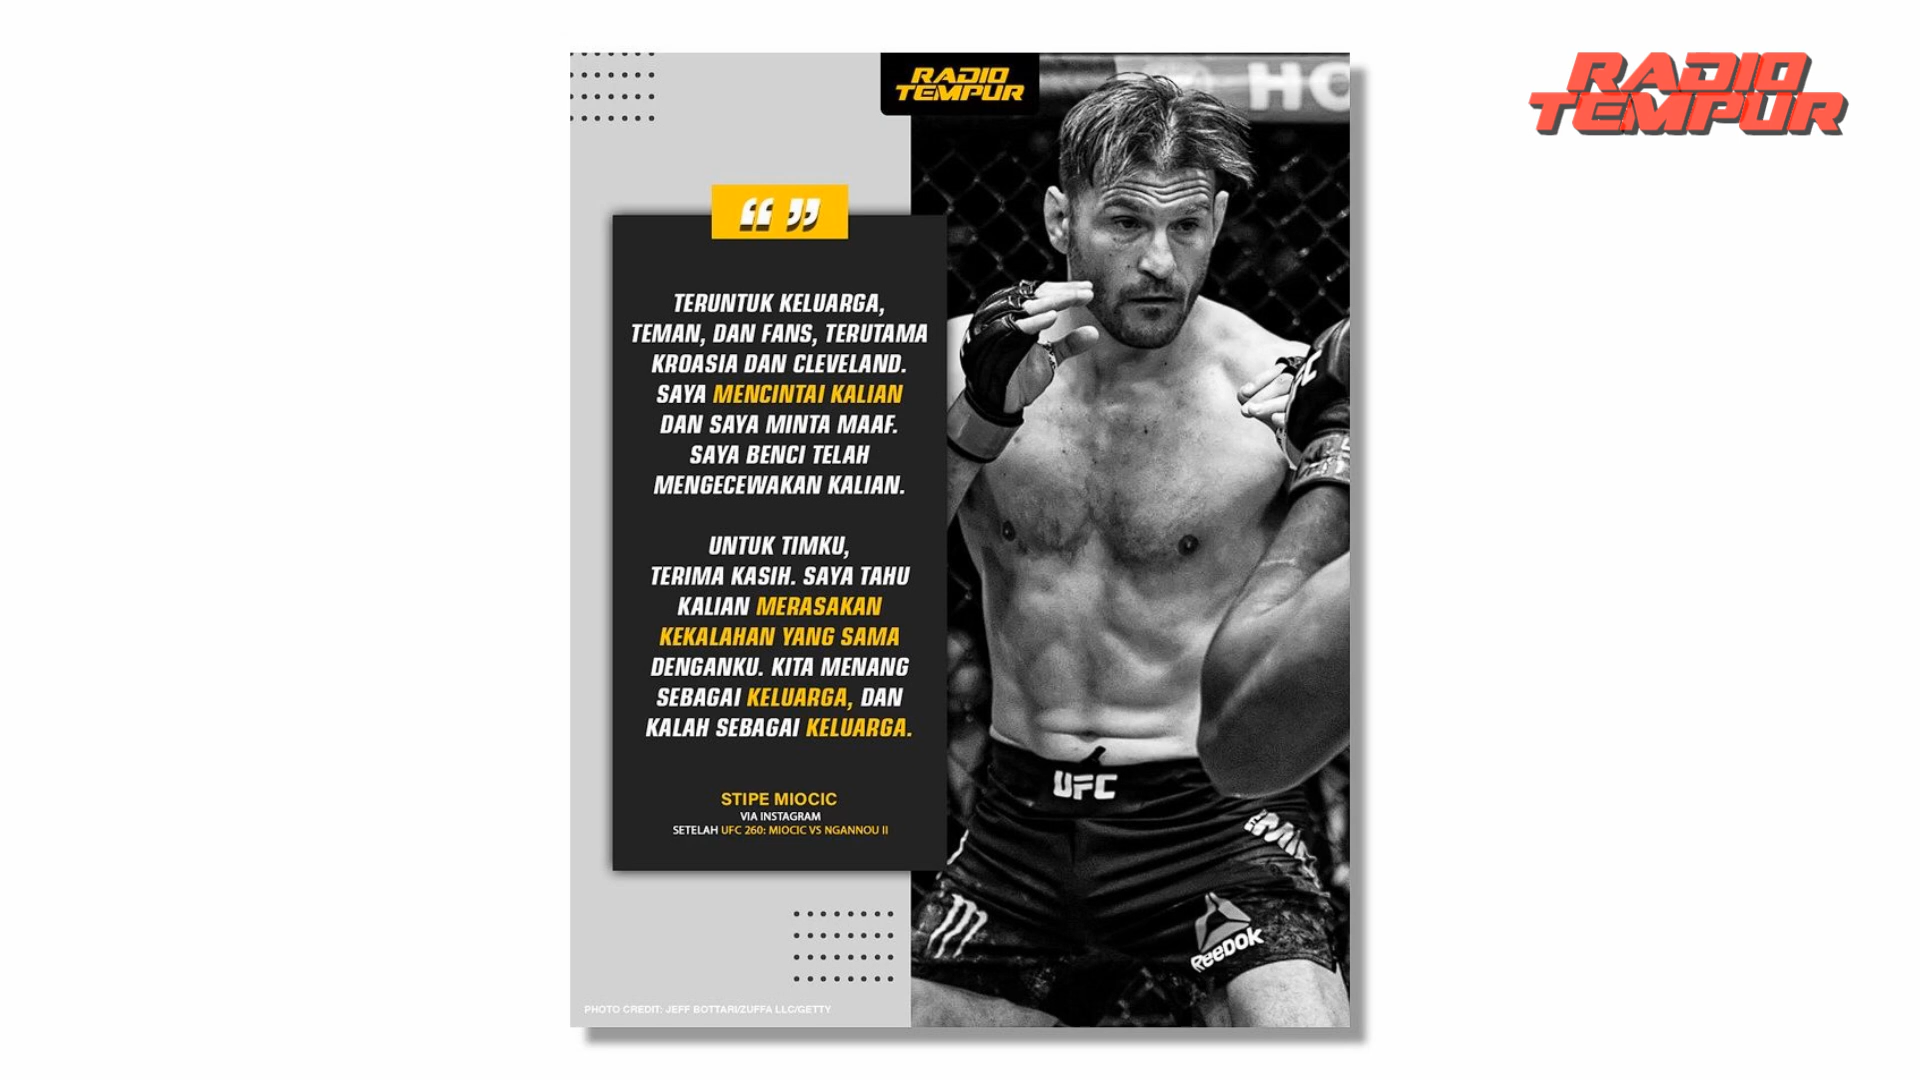 RADIO
TEMPUR
RADIO
TEMPUR
HO
“ ”
TERUNTUK KELUARGA,
TEMAN, DAN FANS, TERUTAMA
KROASIA DAN CLEVELAND.
SAYA MENCINTAI KALIAN
DAN SAYA MINTA MAAF.
SAYA BENCI TELAH
MENGECEWAKAN KALIAN.
UNTUK TIMKU,
TERIMA KASIH. SAYA TAHU
KALIAN MERASAKAN
KEKALAHAN YANG SAMA
DENGANKU. KITA MENANG
SEBAGAI KELUARGA, DAN
KALAH SEBAGAI KELUARGA.
STIPE MIOCIC
VIA INSTAGRAM
SETELAH UFC 260: MIOCIC VS NGANNOU II
UFC
Reebok
PHOTO CREDIT: JEFF BOTTARI/ZUFFA LLC/GETTY